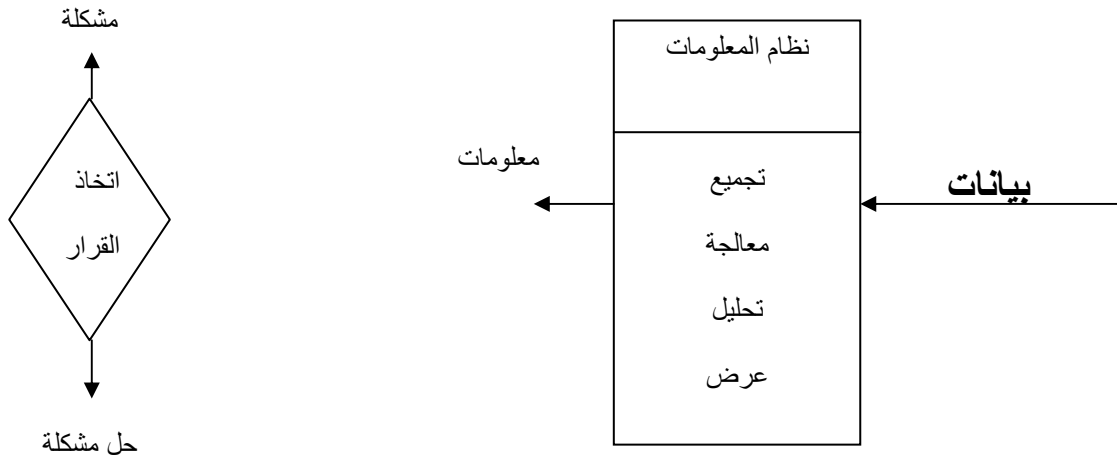 مشكلة
نظام المعلومات
معلومات
بيانات
اتخاذ
القرار
تجميع
معالجة
تحليل
عرض
حل مشكلة